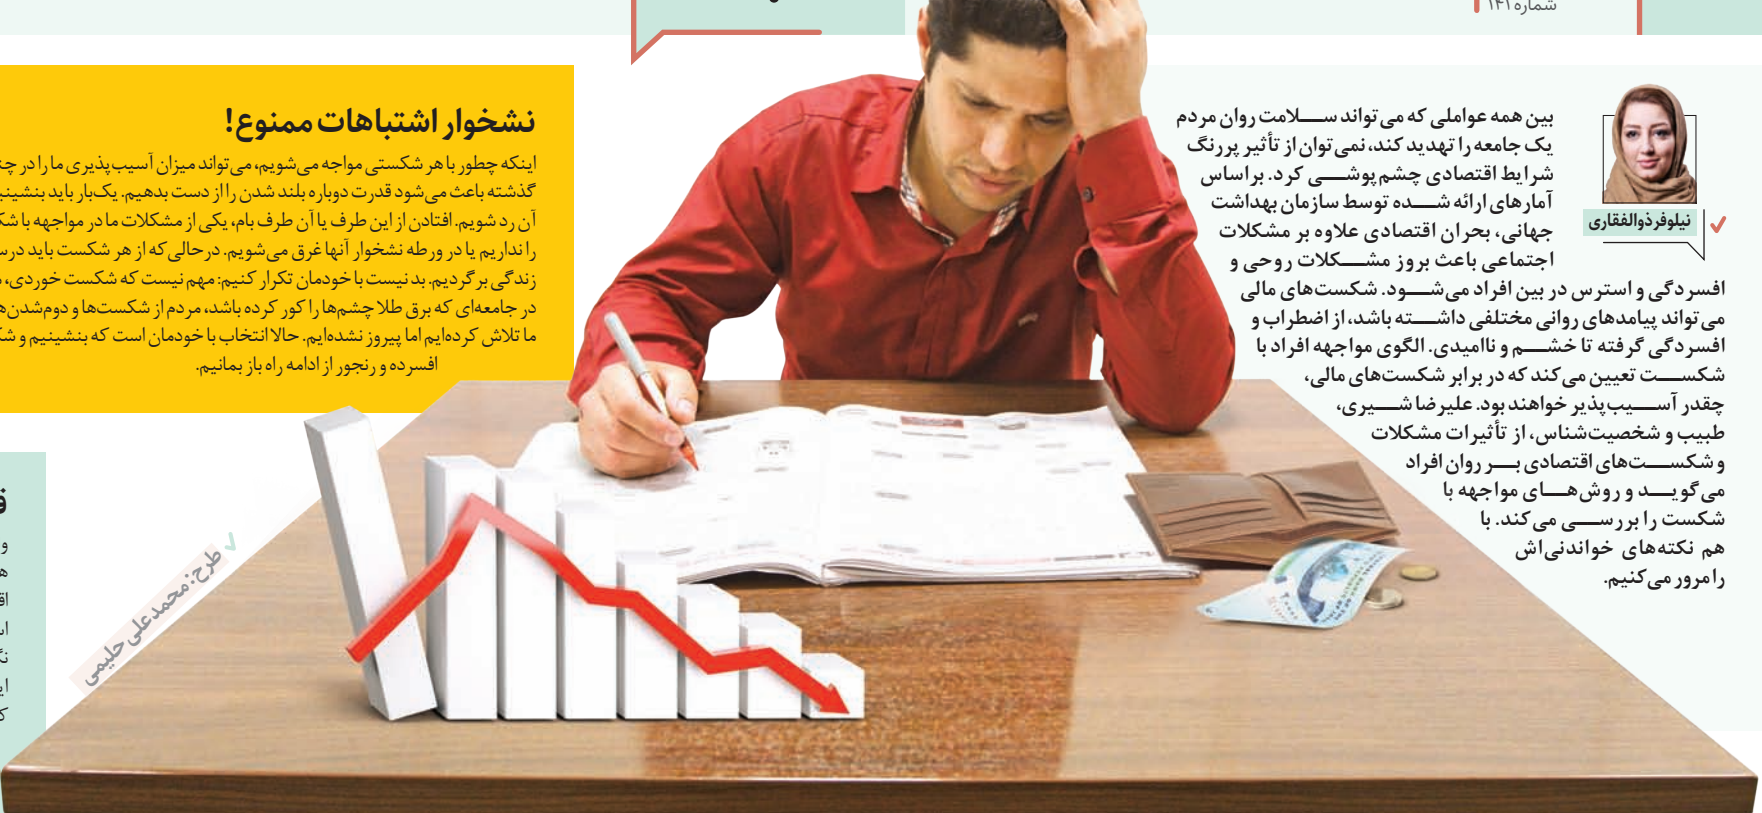 شماره ۱۴۱
بین همه عواملی که می‌تواند سلامت روان مردم
یک جامعه را تهدید کند، نمی‌توان از تأثیر پررنگ
شرایط اقتصادی چشم‌پوشی کرد. براساس
آمارهای ارائه شده توسط سازمان بهداشت
جهانی، بحران اقتصادی علاوه بر مشکلات
اجتماعی باعث بروز مشکلات روحی و
افسردگی و استرس در بین افراد می‌شود. شکست‌های مالی
می‌تواند پیامدهای روانی مختلفی داشته باشد، از اضطراب و
افسردگی گرفته تا خشم و ناامیدی. الگوی مواجهه افراد با
شکست تعیین می‌کند که در برابر شکست‌های مالی،
چقدر آسیب‌پذیر خواهند بود. علیرضا شیری،
طبیب و شخصیت‌شناس، از تأثیرات مشکلات
و شکست‌های اقتصادی بر روان افراد
می‌گوید و روش‌های مواجهه با
شکست را بررسی می‌کند. با
هم نکته‌های خواندنی‌اش
را مرور می‌کنیم.
نیلوفر ذوالفقاری
نشخوار اشتباهات ممنوع!
اینکه چطور با هر شکستی مواجه می‌شویم، می‌تواند میزان آسیب‌پذیری ما را در
گذشته باعث می‌شود قدرت دوباره بلند شدن را از دست بدهیم. یک‌بار باید
آن رد شویم. افتادن از این طرف یا آن طرف بام، یکی از مشکلات ما در مواجهه با
را نداریم یا در ورطه نشخوار آنها غرق می‌شویم. درحالی‌که از هر شکست باید
زندگی برگردیم. بد نیست با خودمان تکرار کنیم: مهم نیست که شکست خوردی،
در جامعه‌ای که برق طلا چشم‌ها را کور کرده باشد، مردم از شکست‌ها و
ما تلاش کرده‌ایم اما پیروز نشده‌ایم. حالا انتخاب با خودمان است که بنشینیم و
افسرده و رنجور از ادامه راه باز بمانیم.
طرح: محمدعلی حلیمی